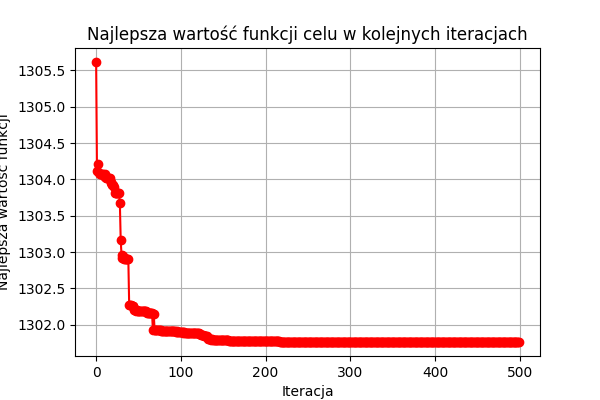 Najlepsza wartość funkcji celu w kolejnych iteracjach
1305.5
1305.0
1304.5
1304.0
1303.5
1303.0
1302.5
1302.0
Najlepsza wartość funkcji
0 100 200 300 400 500
Iteracja